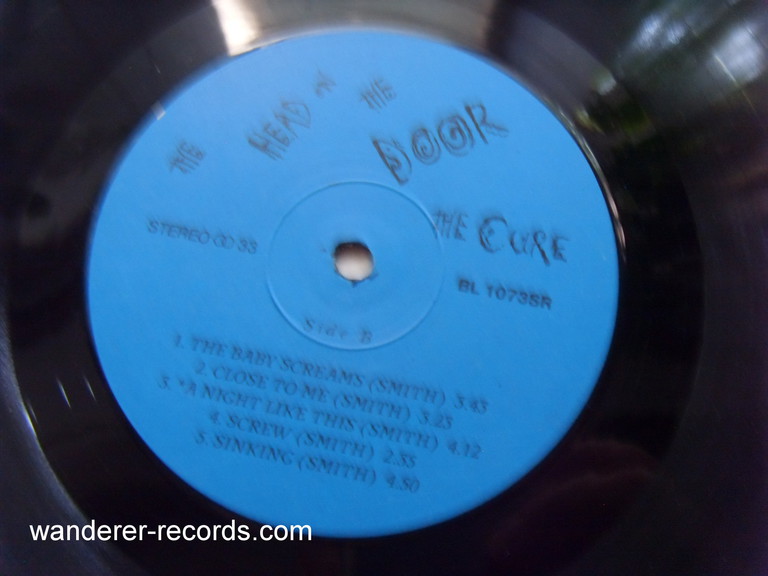 THE HEAD ON THE DOOR
THE CURE
STEREO 33
BL 1073SR
Side B
1. THE BABY SCREAMS (SMITH) 3.43
2. CLOSE TO ME (SMITH) 3.23
3. *A NIGHT LIKE THIS (SMITH) 4.12
4. SCREW (SMITH) 2.35
5. SINKING (SMITH) 4.50
wanderer-records.com